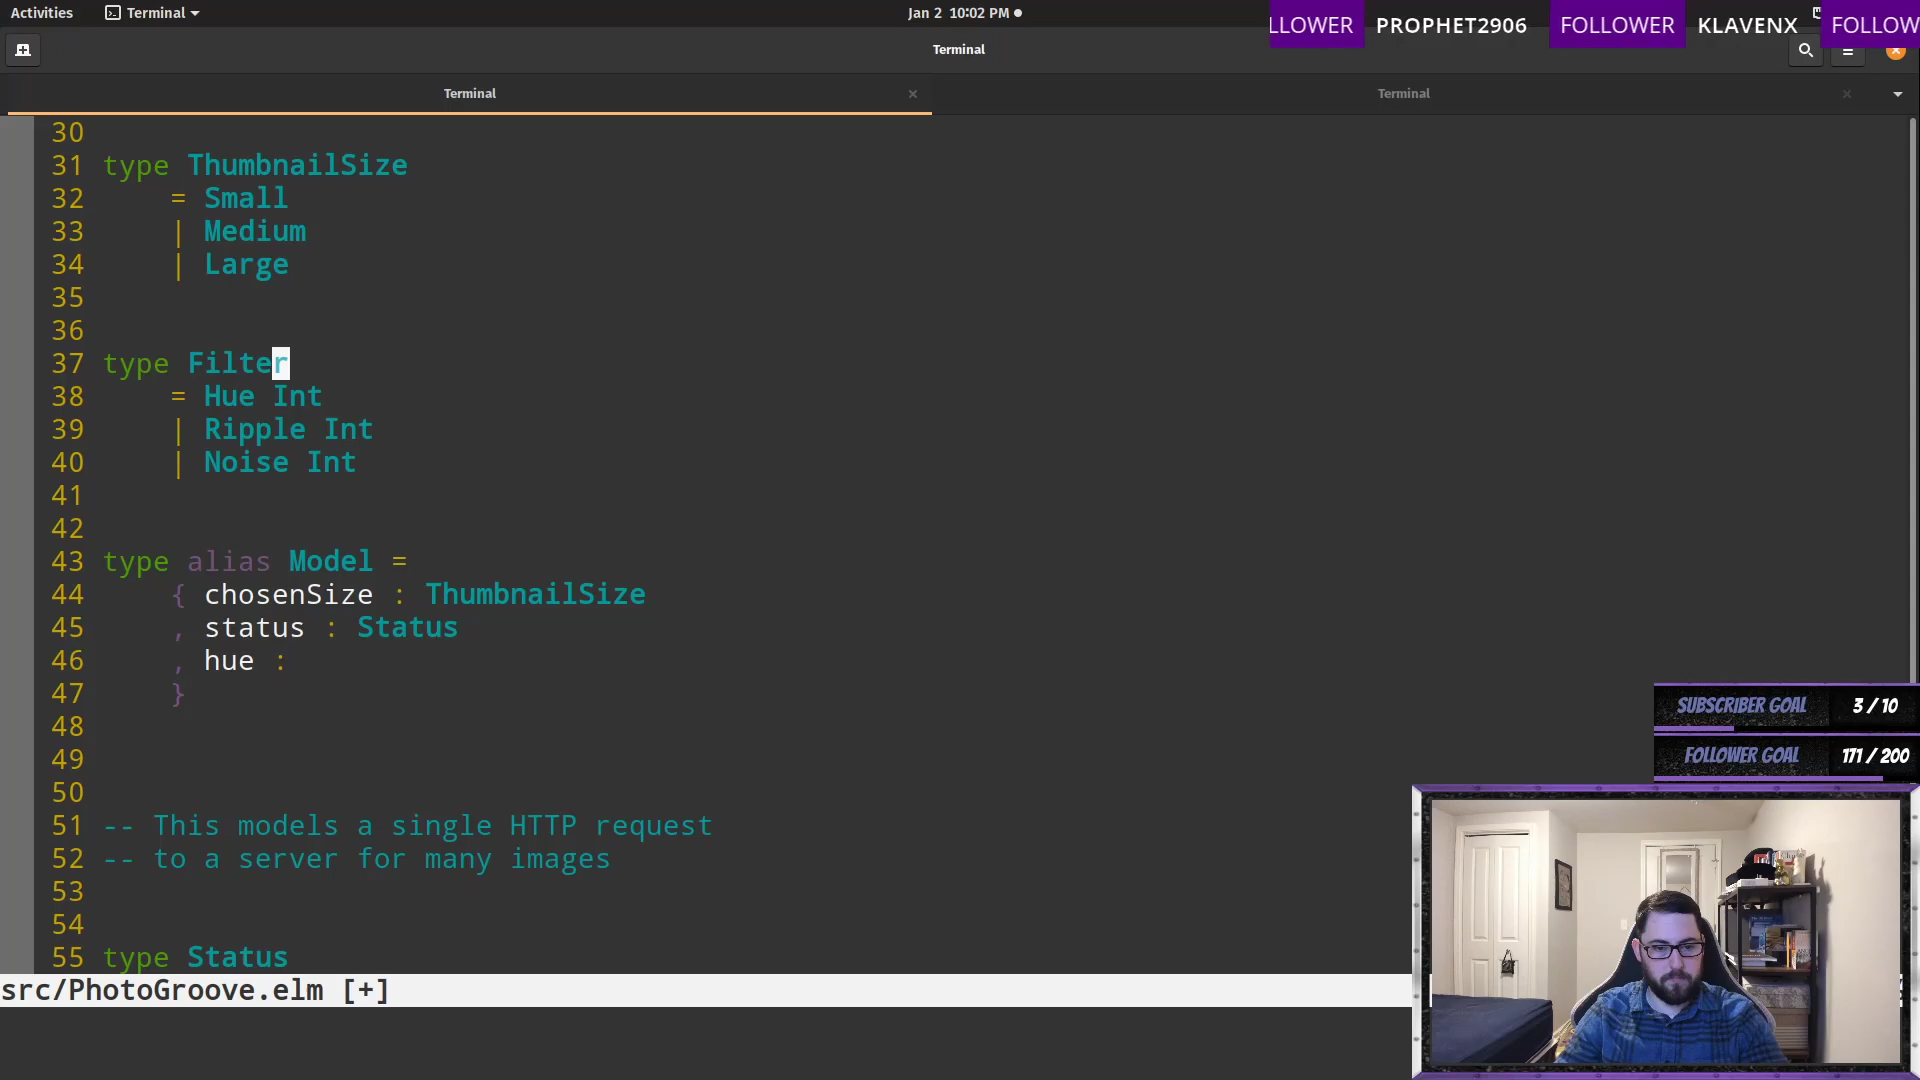 Activities
Terminal
Jan 2 10:02 PM
LLOWER
PROPHET2906
FOLLOWER
KLAVENX
FOLLOW
Terminal
Terminal
Terminal
30
31 type ThumbnailSize
32 = Small
33 | Medium
34 | Large
35
36
37 type Filter
38 = Hue Int
39 | Ripple Int
40 | Noise Int
41
42
43 type alias Model =
44 { chosenSize : ThumbnailSize
45 , status : Status
46 , hue :
47 }
48
49
50
51 -- This models a single HTTP request
52 -- to a server for many images
53
54
55 type Status
src/PhotoGroove.elm [+]
SUBSCRIBER GOAL 3 / 10
FOLLOWER GOAL 171 / 200